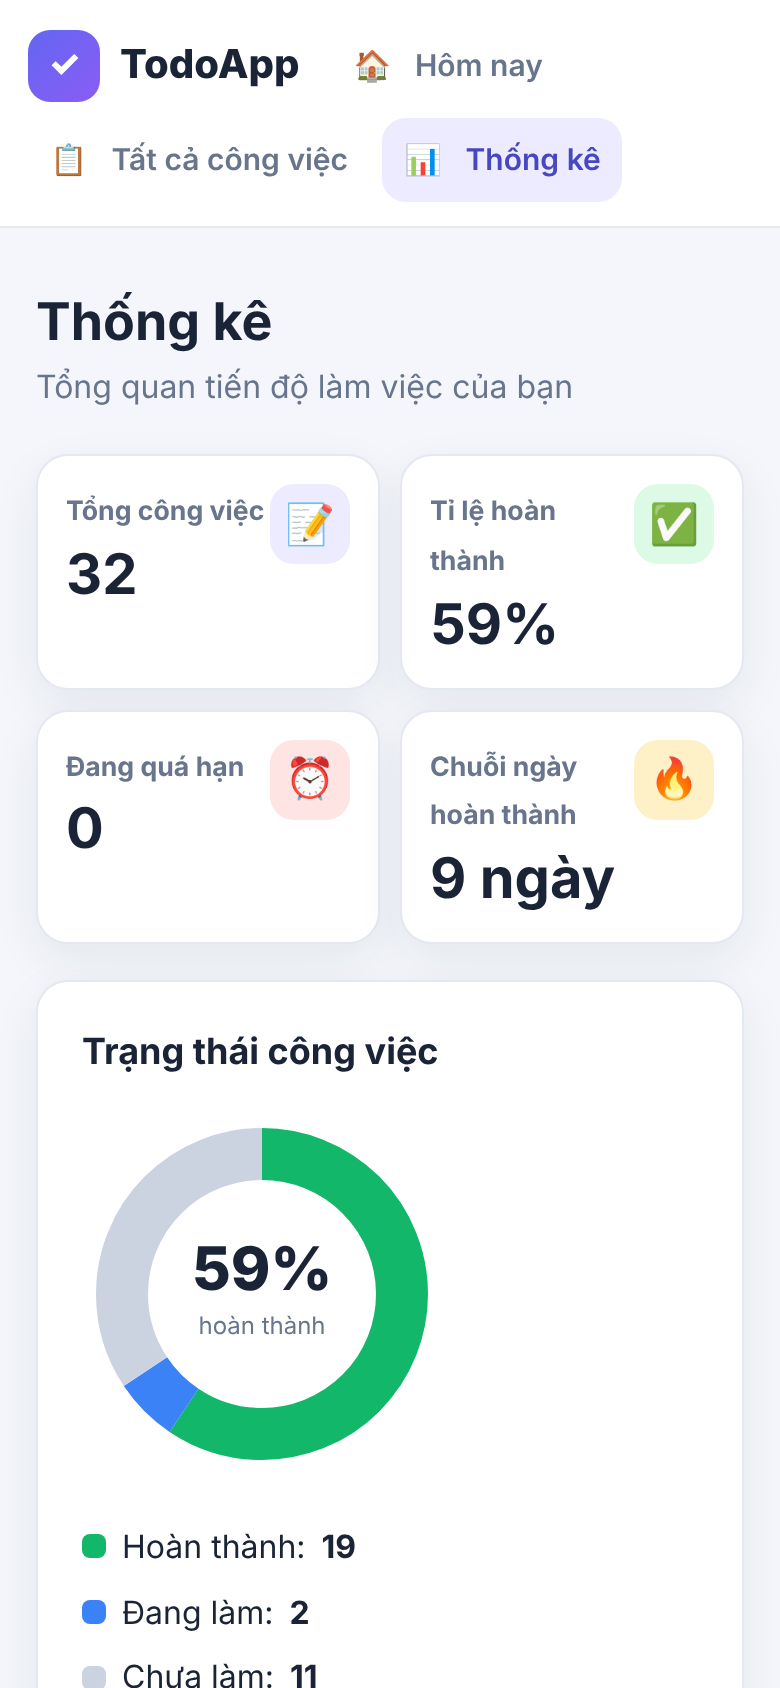 TodoApp
Hôm nay
Tất cả công việc
Thống kê
Thống kê
Tổng quan tiến độ làm việc của bạn
Tổng công việc
32
Tỉ lệ hoàn
thành
59%
Đang quá hạn
0
Chuỗi ngày
hoàn thành
9 ngày
Trạng thái công việc
59%
hoàn thành
Hoàn thành: 19
Đang làm: 2
Chưa làm: 11